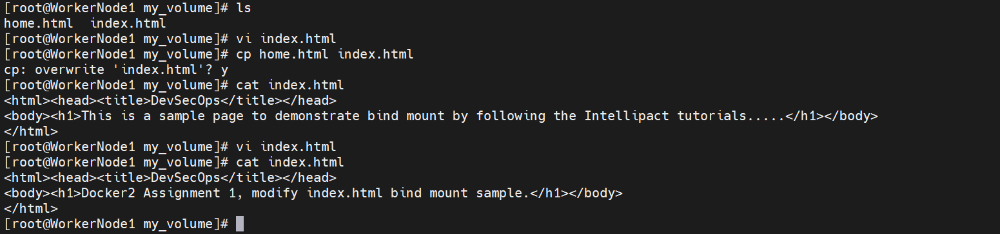 [root@WorkerNode1 my_volume]# ls
home.html  index.html
[root@WorkerNode1 my_volume]# vi index.html
[root@WorkerNode1 my_volume]# cp home.html index.html
cp: overwrite 'index.html'? y
[root@WorkerNode1 my_volume]# cat index.html
<html><head><title>DevSecOps</title></head>
<body><h1>This is a sample page to demonstrate bind mount by following the Intellipact tutorials.....</h1></body>
</html>
[root@WorkerNode1 my_volume]# vi index.html
[root@WorkerNode1 my_volume]# cat index.html
<html><head><title>DevSecOps</title></head>
<body><h1>Docker2 Assignment 1, modify index.html bind mount sample.</h1></body>
</html>
[root@WorkerNode1 my_volume]#